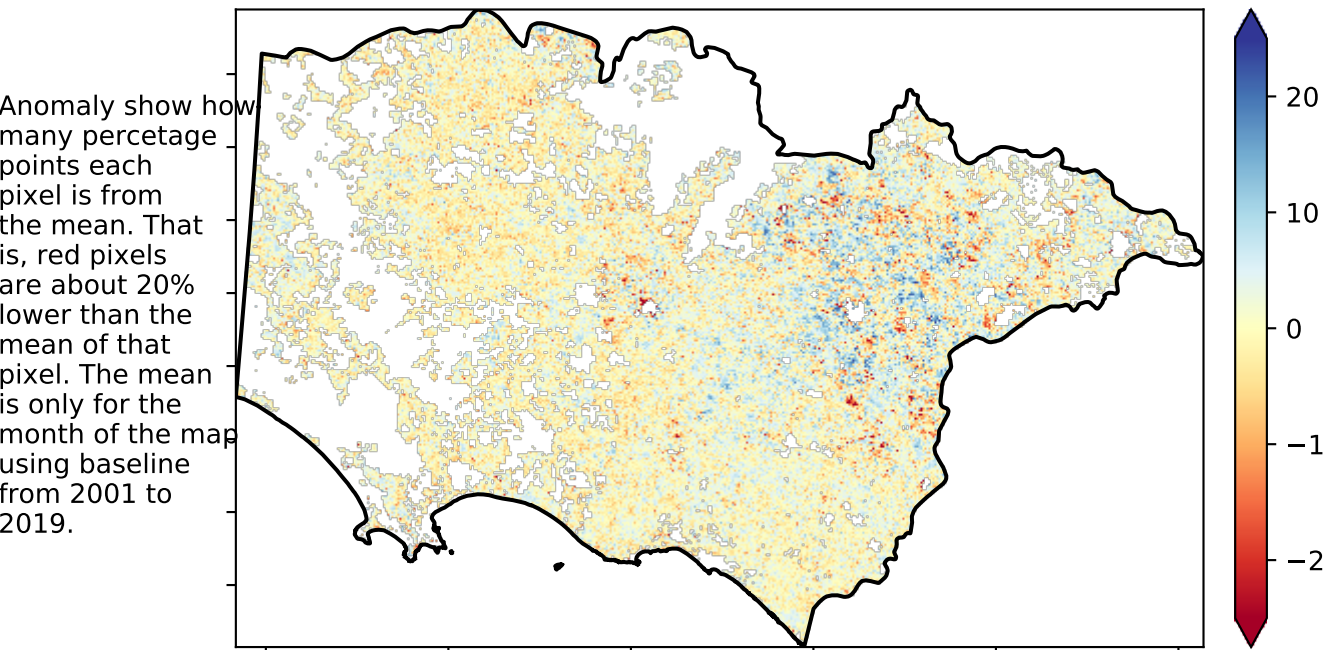 Anomaly show how
many percetage
points each
pixel is from
the mean. That
is, red pixels
are about 20%
lower than the
mean of that
pixel. The mean
is only for the
month of the map
using baseline
from 2001 to
2019.
20
10
0
−1
−2